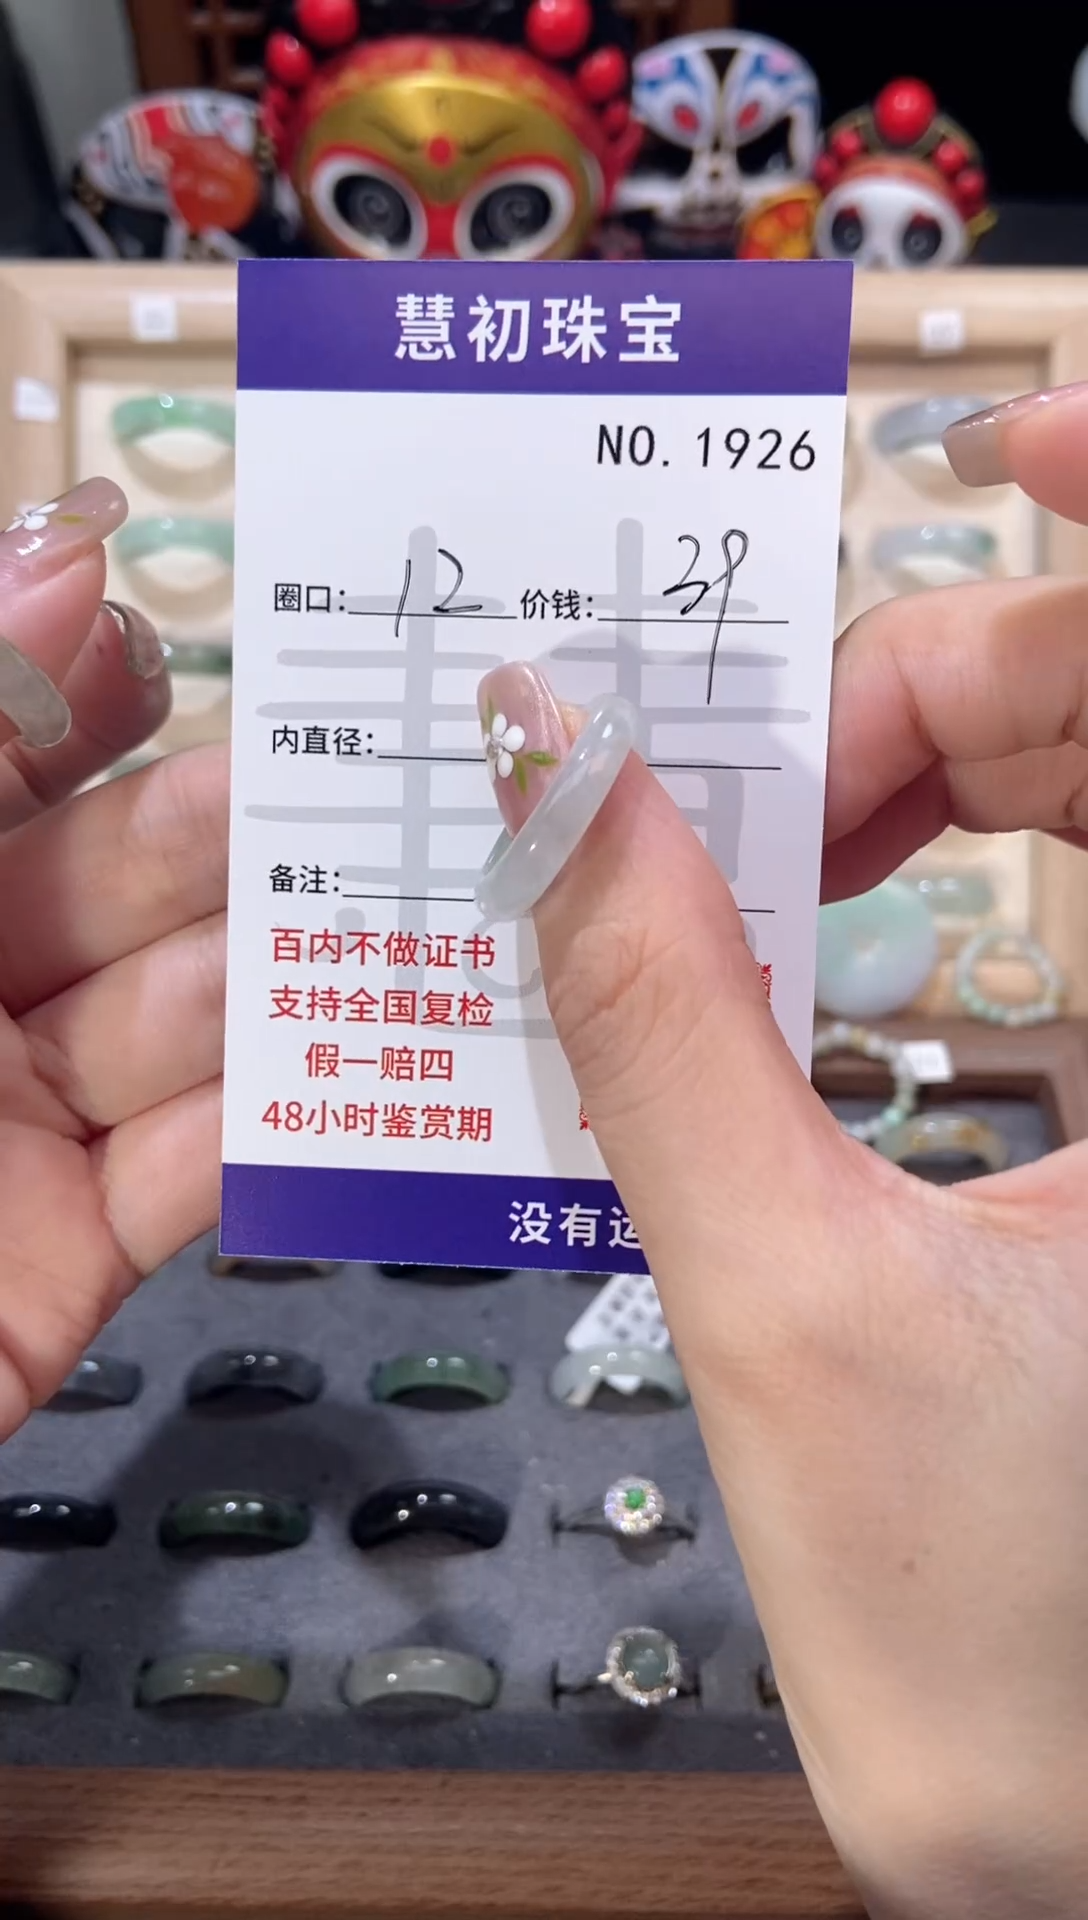 慧初珠宝
NO. 1926
圈口: 12 价钱: 39
内直径:
备注:
百内不做证书
支持全国复检
假一赔四
48小时鉴赏期
没有运